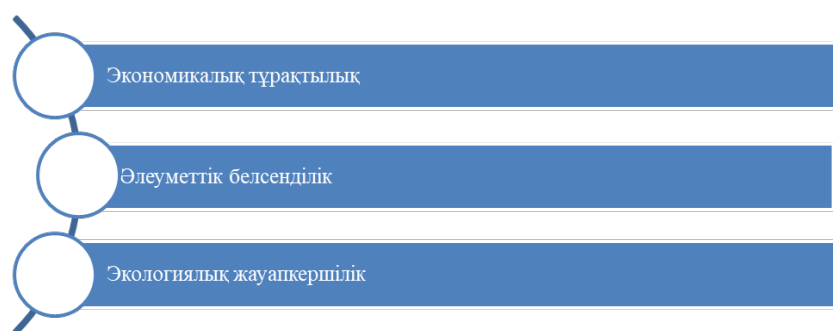 Экономикалық тұрақтылық
Әлеуметтік белсенділік
Экологиялық жауапкершілік